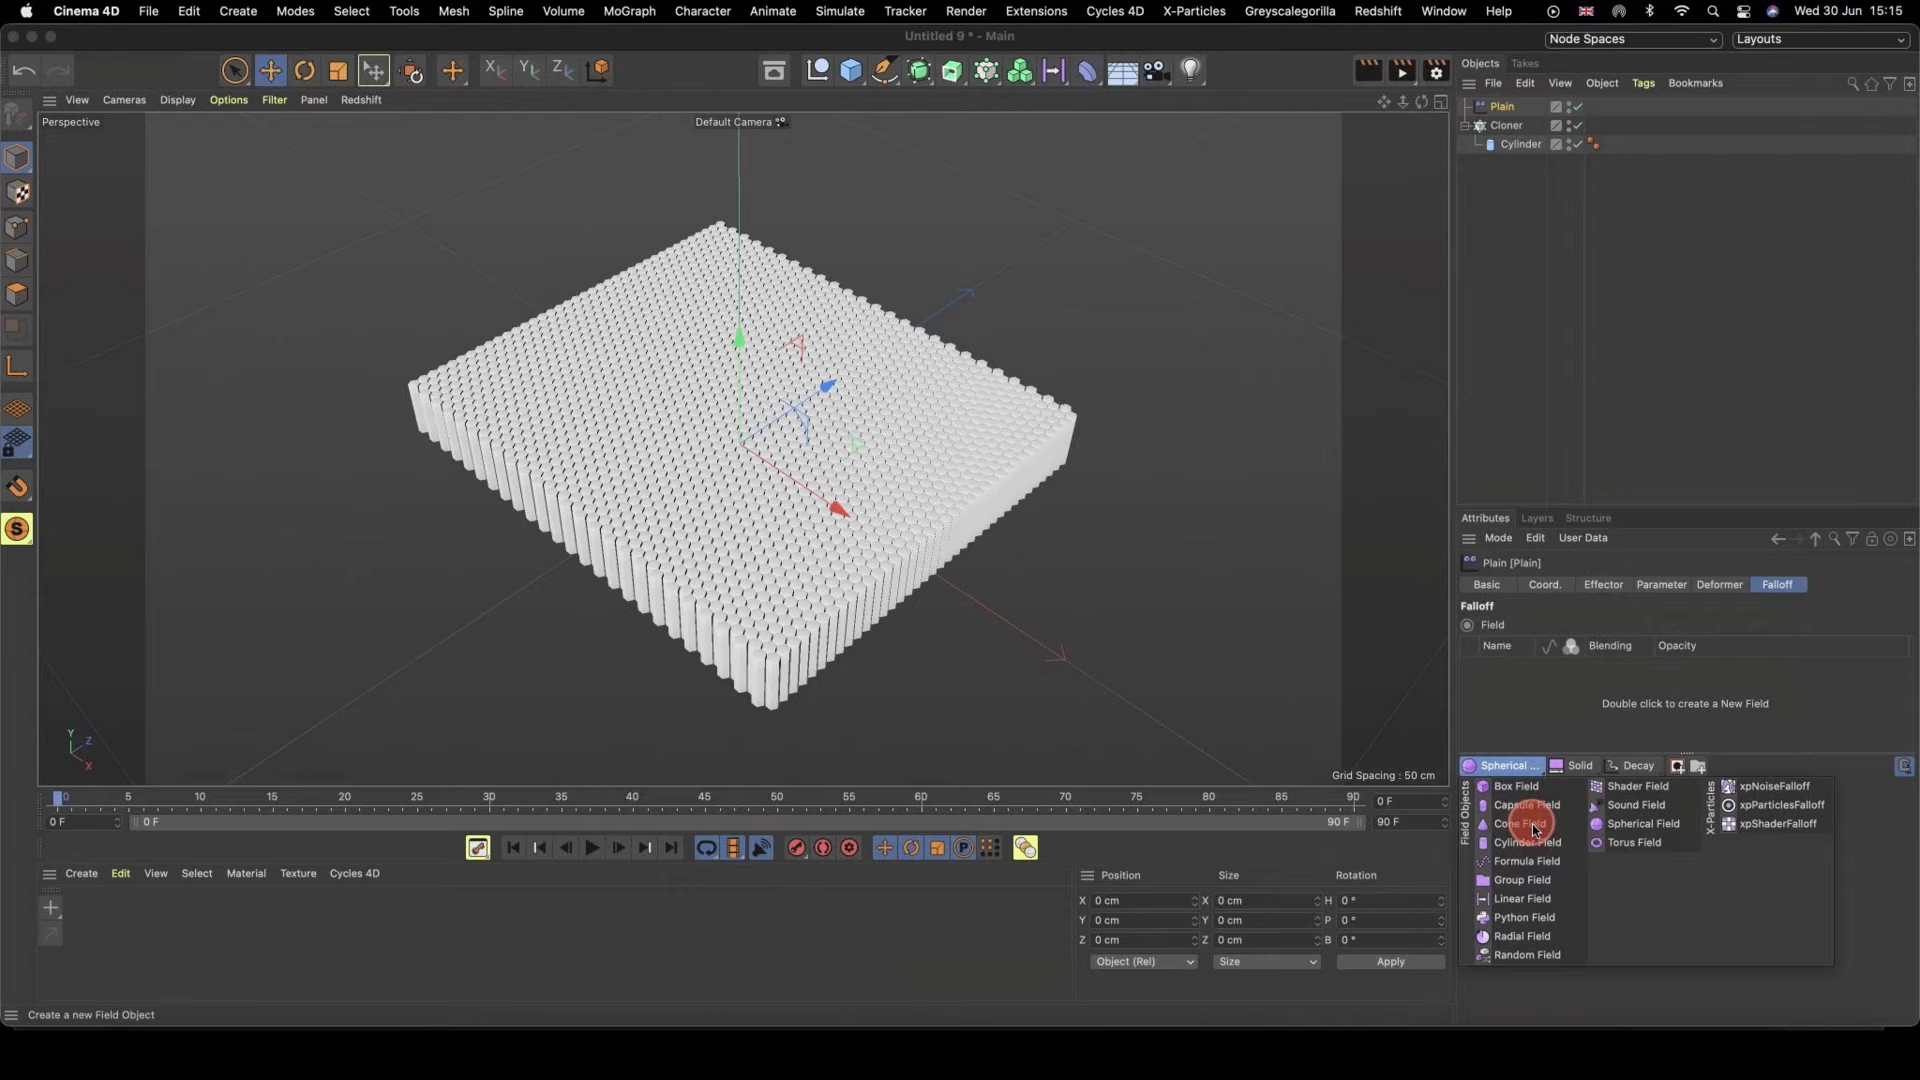 Cinema 4D File Edit Create Modes Select Tools Mesh Spline Volume MoGraph Character Animate Simulate Tracker Render Extensions Cycles 4D X-Particles Greyscalegorilla Redshift Window Help Wed 30 Jun 15:15
Untitled 9 * - Main
Node Spaces Layouts
Objects Takes
File Edit View Object Tags Bookmarks
View Cameras Display Options Filter Panel Redshift
Perspective
Default Camera
Plain
Cloner
Cylinder
Y
Z
X
Grid Spacing : 50 cm
Attributes Layers Structure
Mode Edit User Data
Plain [Plain]
Basic Coord. Effector Parameter Deformer Falloff
Falloff
Field
Name Blending Opacity
Double click to create a New Field
Spherical ... Solid Decay
Field Objects
Box Field
Capsule Field
Cone Field
Cylinder Field
Formula Field
Group Field
Linear Field
Python Field
Radial Field
Random Field
Shader Field
Sound Field
Spherical Field
Torus Field
X-Particles
xpNoiseFalloff
xpParticlesFalloff
xpShaderFalloff
0 5 10 15 20 25 30 35 40 45 50 55 60 65 70 75 80 85 90 0 F
0 F 0 F 90 F 90 F
Create Edit View Select Material Texture Cycles 4D
Position Size Rotation
X 0 cm X 0 cm H 0 °
Y 0 cm Y 0 cm P 0 °
Z 0 cm Z 0 cm B 0 °
Object (Rel) Size Apply
Create a new Field Object